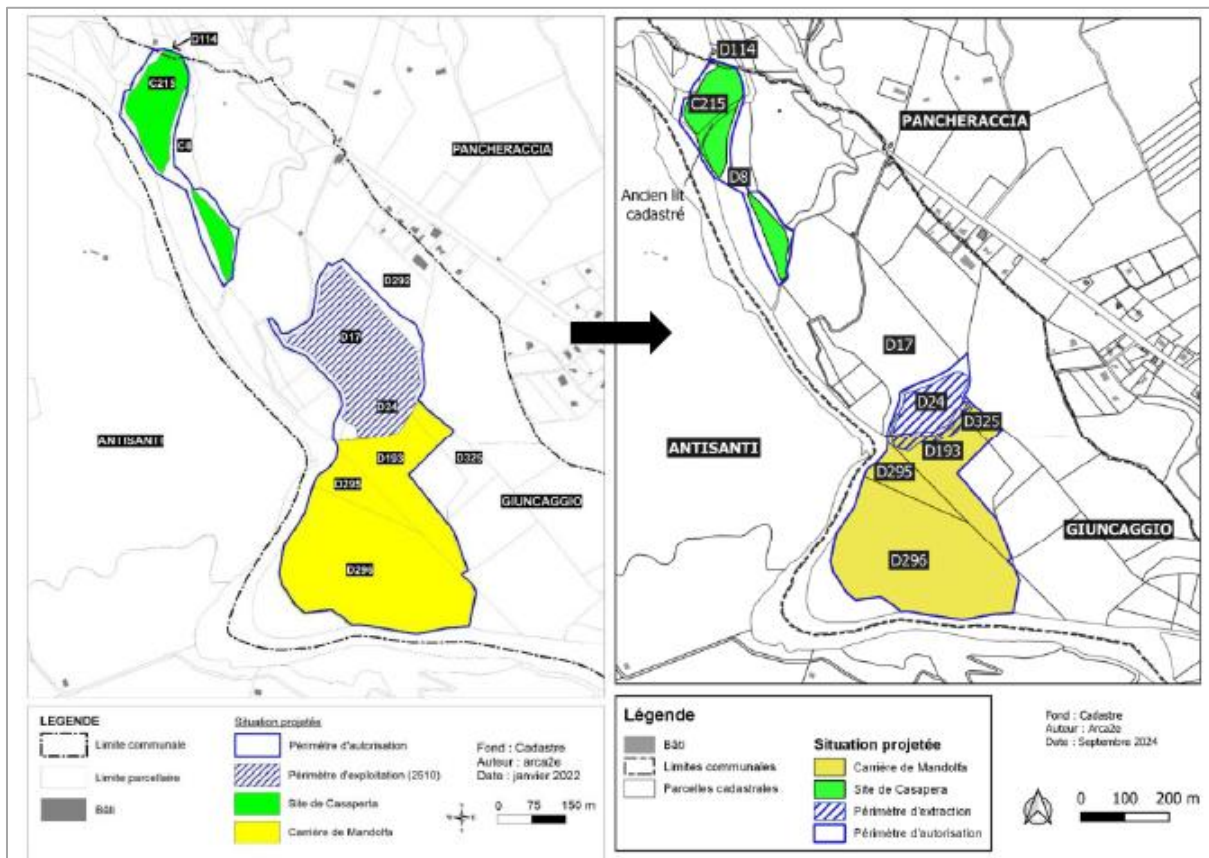 D114
C215
C8
PANCHERACCIA
D292
D17
D24
ANTISANTI
D193
D325
D295
GIUNCAGGIO
D296
LEGENDE
Limite communale
Limite parcellaire
Bâti
Situation projetée
Périmètre d'autorisation
Périmètre d'exploitation (2510)
Site de Casaperta
Carrière de Mandolfa
Fond : Cadastre
Auteur : arca2e
Date : janvier 2022
0 75 150 m
D114
C215
PANCHERACCIA
D8
Ancien lit
cadastré
D17
D24
D325
ANTISANTI
D193
D295
GIUNCAGGIO
D296
Légende
Bâti
Limites communales
Parcelles cadastrales
Situation projetée
Carrière de Mandolfa
Site de Casapera
Périmètre d'extraction
Périmètre d'autorisation
Fond : Cadastre
Auteur : Arca2e
Date : Septembre 2024
0 100 200 m